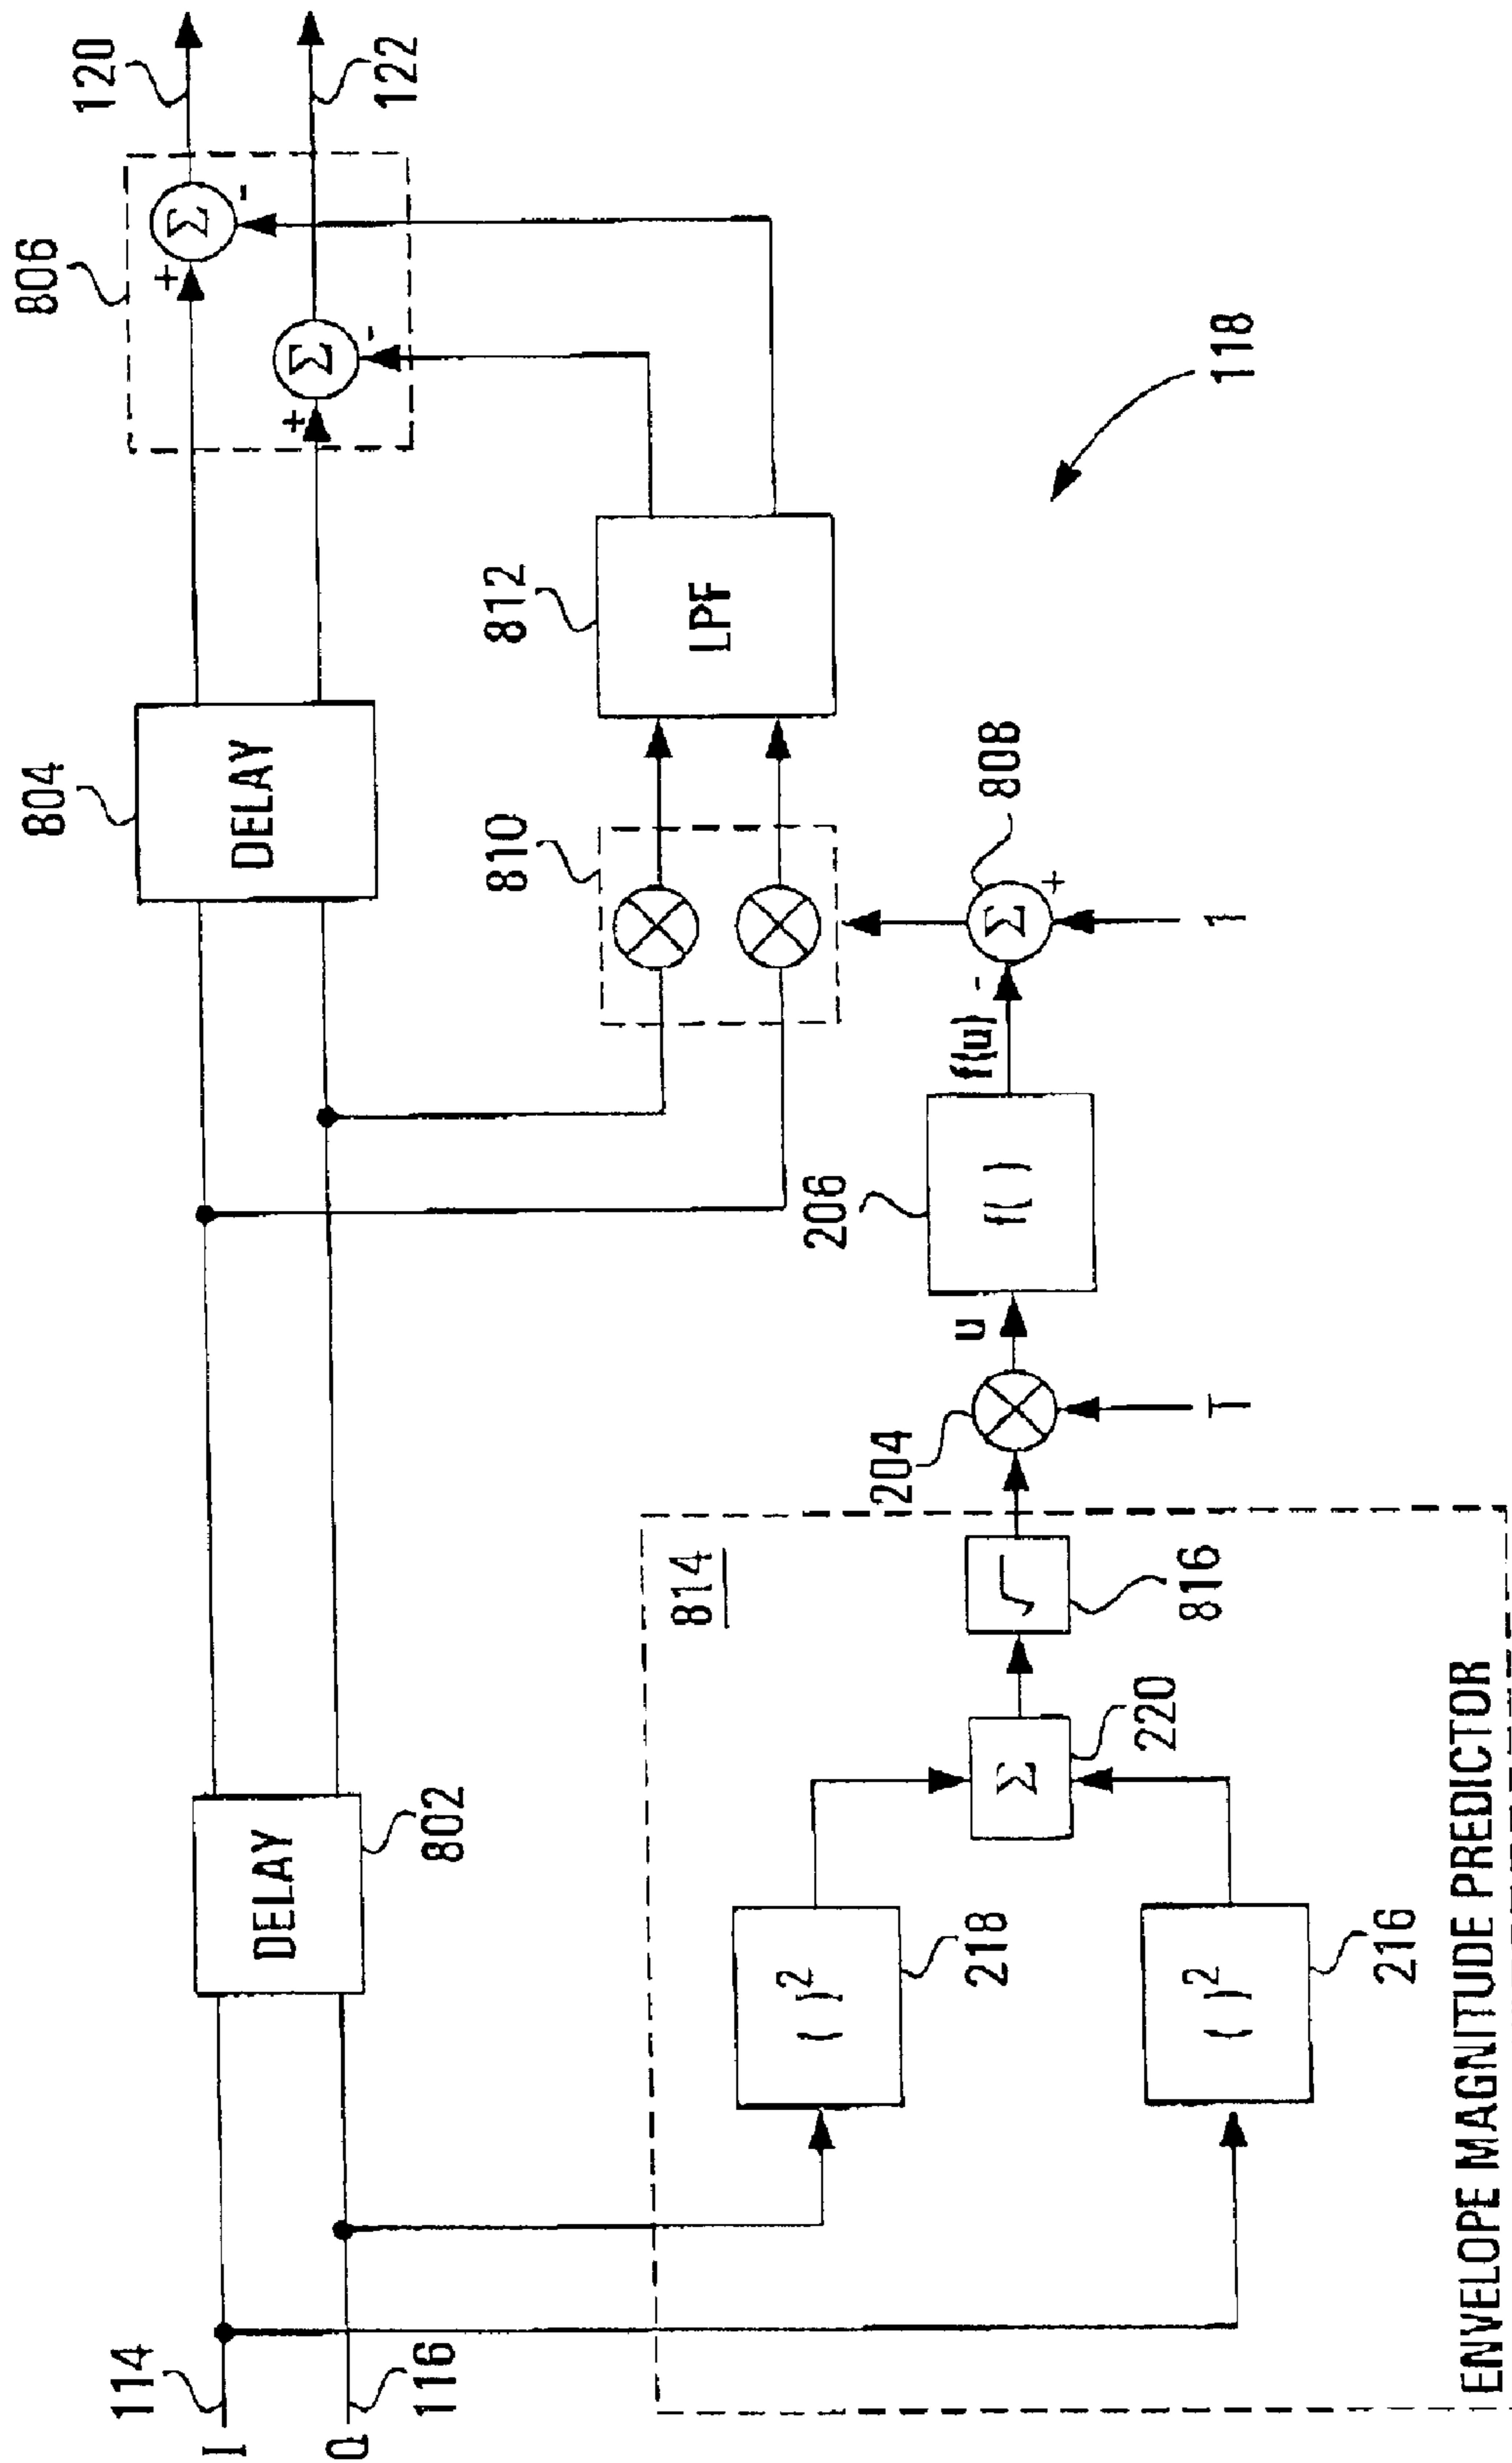 120
122
806
+
-
+
-
804
DELAY
812
LPF
810
808
118
+
-
1
f(u)
206
f( )
u
204
T
DELAY
802
814
816
Σ
220
( )²
218
( )²
216
114
I
Q
116
Σ
Σ
Σ
ENVELOPE MAGNITUDE PREDICTOR